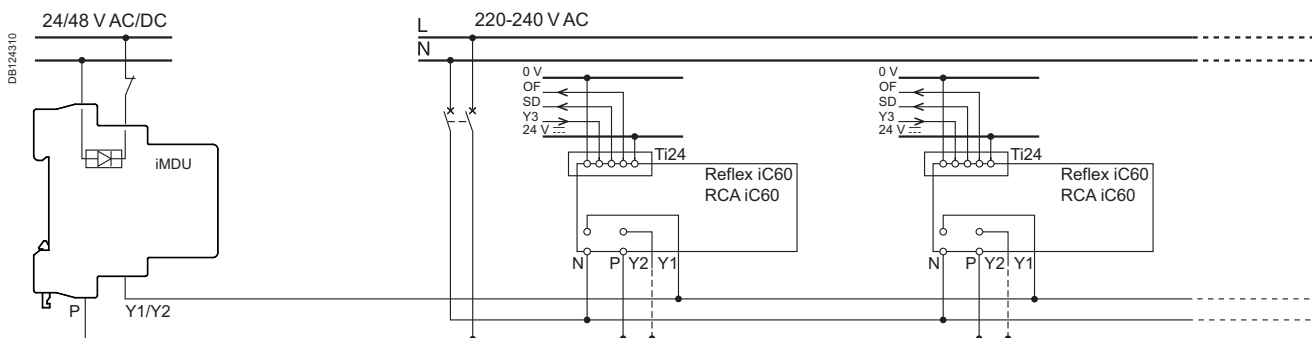 24/48 V AC/DC
DB124310
iMDU
P
Y1/Y2
220-240 V AC
L
N
0 V
OF
SD
Y3
24 V
Ti24
Reflex iC60
RCA iC60
N
P
Y2
Y1
0 V
OF
SD
Y3
24 V
Ti24
Reflex iC60
RCA iC60
N
P
Y2
Y1